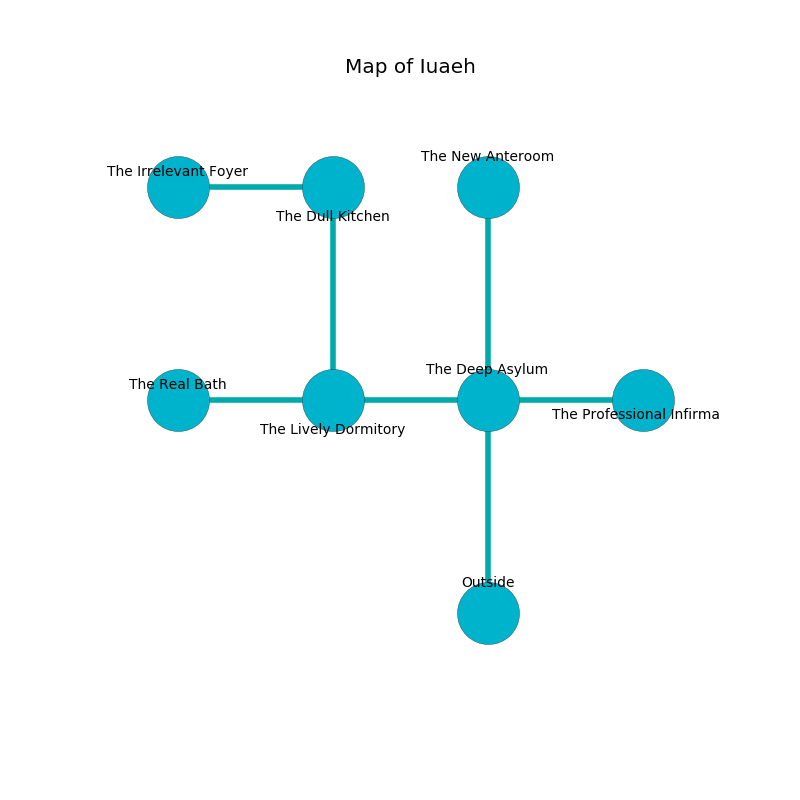 Map of Iuaeh
The New Anteroom
The Irrelevant Foyer
The Dull Kitchen
The Deep Asylum
The Real Bath
The Professional Infirma
The Lively Dormitory
Outside